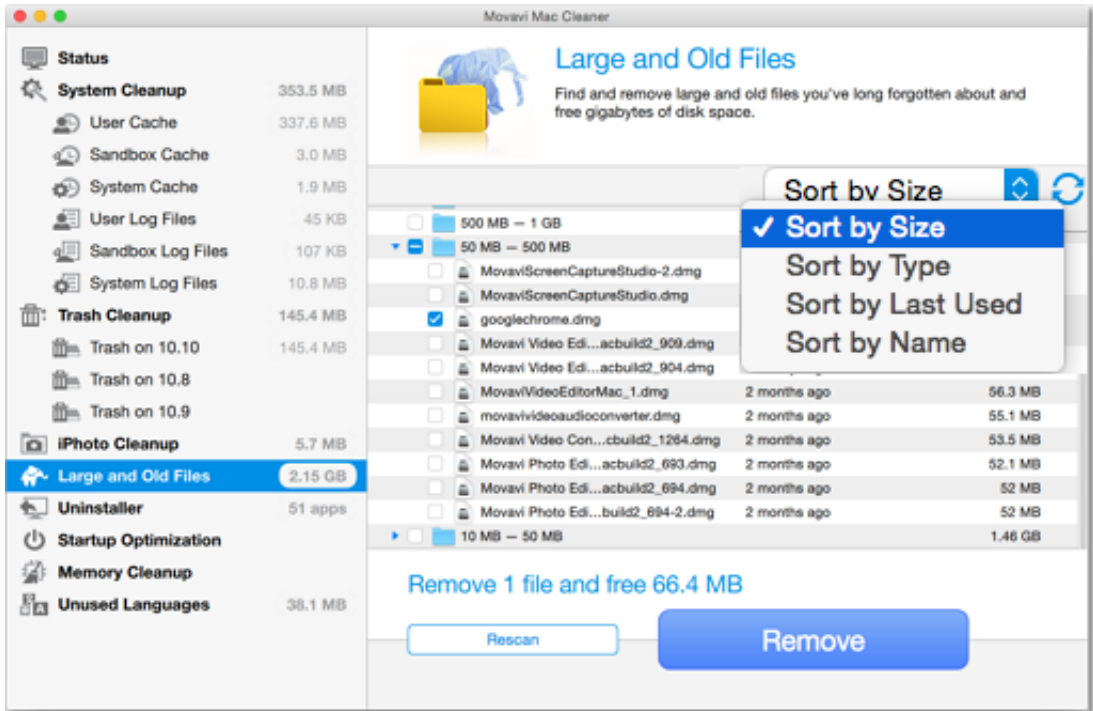 Movavi Mac Cleaner
Status
System Cleanup 353.5 MB
User Cache 337.6 MB
Sandbox Cache 3.0 MB
System Cache 1.9 MB
User Log Files 45 KB
Sandbox Log Files 107 KB
System Log Files 10.8 MB
Trash Cleanup 145.4 MB
Trash on 10.10 145.4 MB
Trash on 10.8
Trash on 10.9
iPhoto Cleanup 5.7 MB
Large and Old Files 2.15 GB
Uninstaller 51 apps
Startup Optimization
Memory Cleanup
Unused Languages 38.1 MB
Large and Old Files
Find and remove large and old files you've long forgotten about and
free gigabytes of disk space.
Sort by Size
Sort by Size
Sort by Type
Sort by Last Used
Sort by Name
500 MB — 1 GB
50 MB — 500 MB
MovaviScreenCaptureStudio-2.dmg
MovaviScreenCaptureStudio.dmg
googlechrome.dmg
Movavi Video Edi...acbuild2_909.dmg
Movavi Video Edi...acbuild2_904.dmg
MovaviVideoEditorMac_1.dmg 2 months ago 56.3 MB
movavivideoaudioconverter.dmg 2 months ago 55.1 MB
Movavi Video Con...cbuild2_1264.dmg 2 months ago 53.5 MB
Movavi Photo Edi...acbuild2_693.dmg 2 months ago 52.1 MB
Movavi Photo Edi...acbuild2_694.dmg 2 months ago 52 MB
Movavi Photo Edi...build2_694-2.dmg 2 months ago 52 MB
10 MB — 50 MB 1.46 GB
Remove 1 file and free 66.4 MB
Rescan
Remove